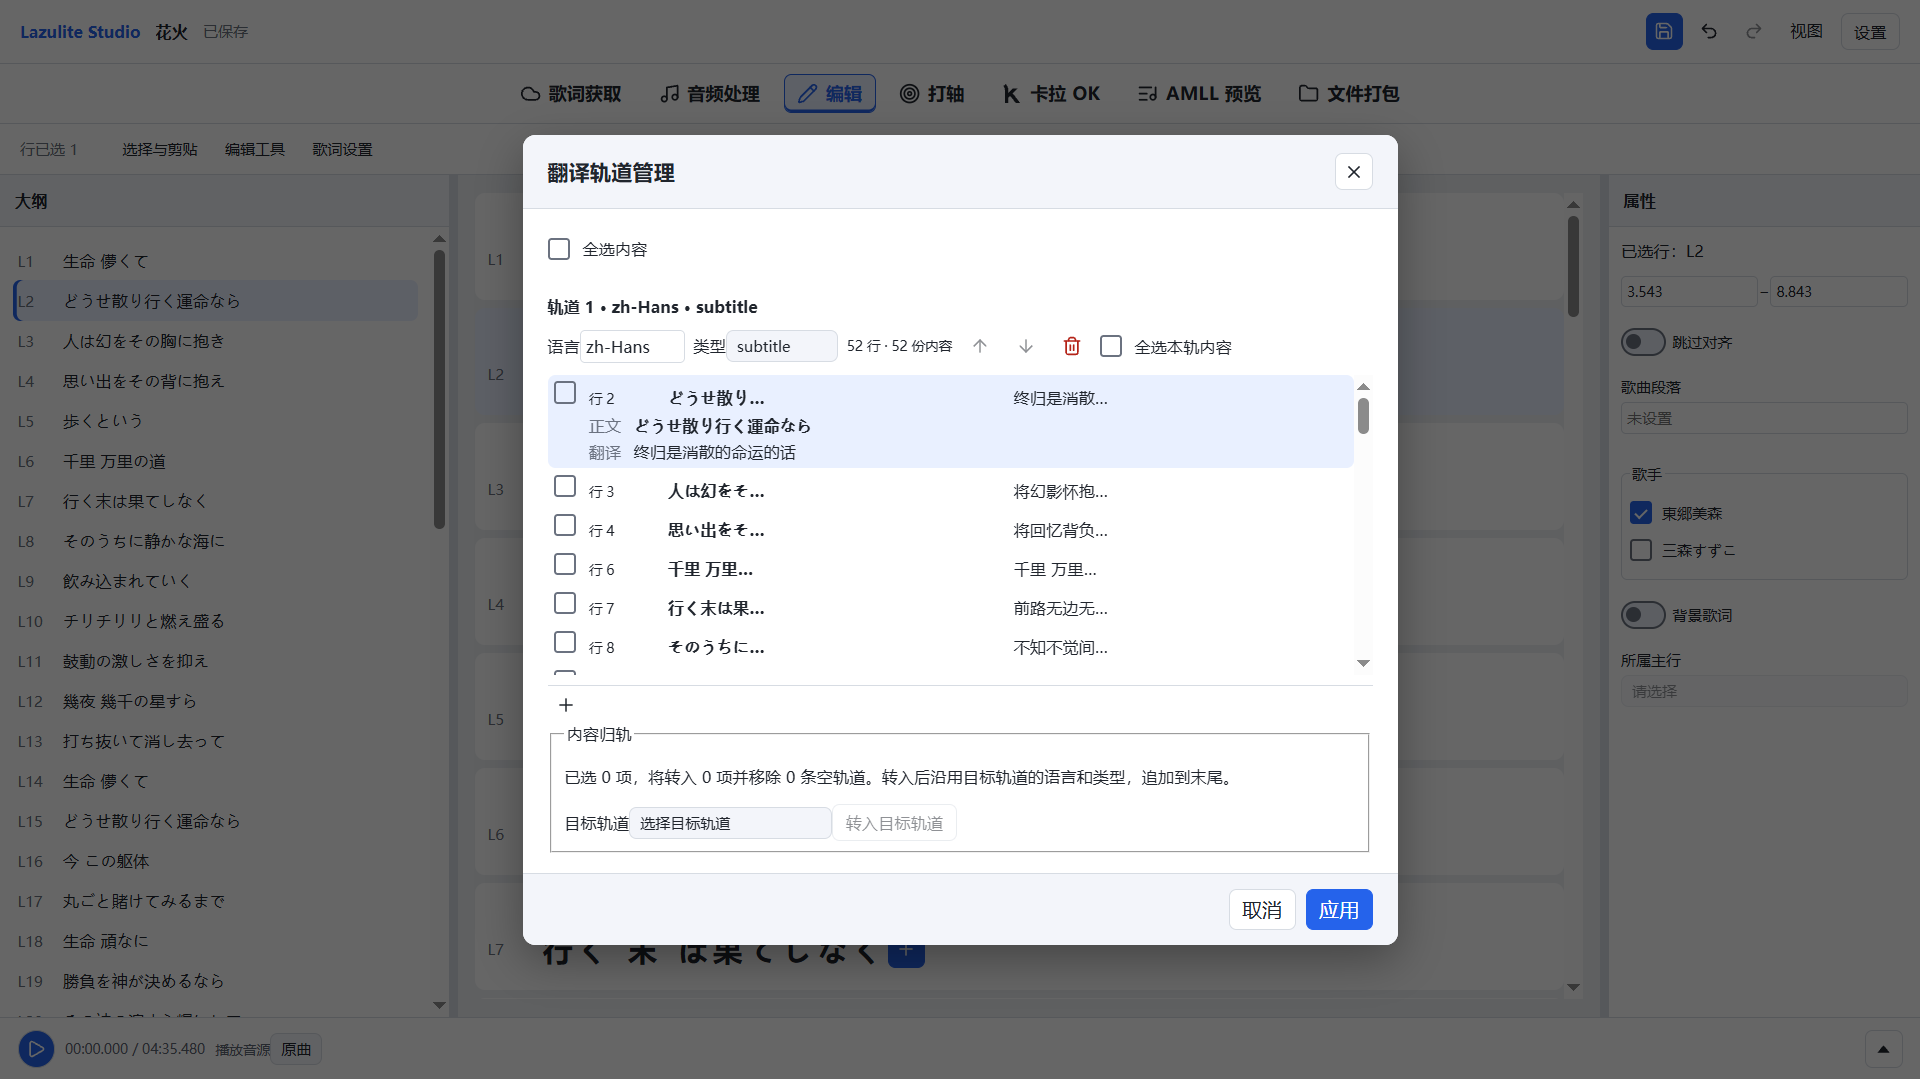 Lazulite Studio 花火 已保存 视图 设置
歌词获取 音频处理 编辑 打轴 卡拉 OK AMLL 预览 文件打包
行已选 1 选择与剪贴 编辑工具 歌词设置
大纲
L1 生命 儚くて
L2 どうせ散り行く運命なら
L3 人は幻をその胸に抱き
L4 思い出をその背に抱え
L5 歩くという
L6 千里 万里の道
L7 行く末は果てしなく
L8 そのうちに静かな海に
L9 飲み込まれていく
L10 チリチリリと燃え盛る
L11 鼓動の激しさを抑え
L12 幾夜 幾千の星すら
L13 打ち抜いて消し去って
L14 生命 儚くて
L15 どうせ散り行く運命なら
L16 今 この躯体
L17 丸ごと賭けてみるまで
L18 生命 頑なに
L19 勝負を神が決めるなら
L1
L2
L3
L4
L5
L6
L7 行く 末 は果てしなく
翻译轨道管理
全选内容
轨道 1 • zh-Hans • subtitle
语言 zh-Hans 类型 subtitle 52 行 · 52 份内容 全选本轨内容
行 2 どうせ散り... 终归是消散...
正文 どうせ散り行く運命なら
翻译 终归是消散的命运的话
行 3 人は幻をそ... 将幻影怀抱...
行 4 思い出をそ... 将回忆背负...
行 6 千里 万里... 千里 万里...
行 7 行く末は果... 前路无边无...
行 8 そのうちに... 不知不觉间...
内容归轨
已选 0 项，将转入 0 项并移除 0 条空轨道。转入后沿用目标轨道的语言和类型，追加到末尾。
目标轨道 选择目标轨道 转入目标轨道
取消 应用
属性
已选行：L2
3.543 – 8.843
跳过对齐
歌曲段落
未设置
歌手
東郷美森
三森すずこ
背景歌词
所属主行
请选择
00:00.000 / 04:35.480 播放音源 原曲